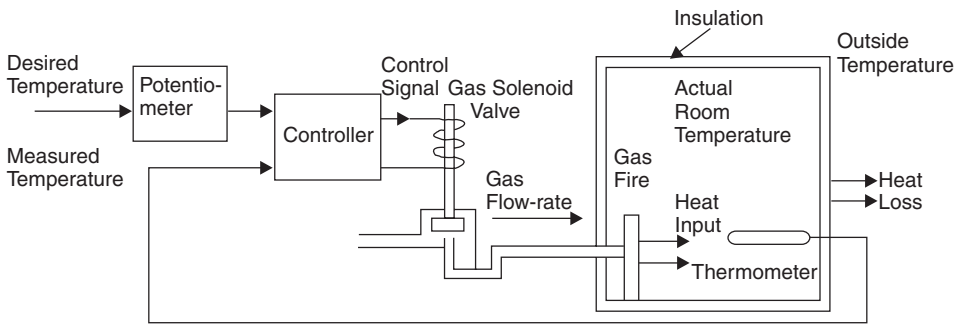 Insulation
Outside
Temperature
Desired
Temperature
Potentio-
meter
Control
Signal
Gas Solenoid
Valve
Controller
Actual
Room
Temperature
Measured
Temperature
Gas
Flow-rate
Gas
Fire
Heat
Input
Heat
Loss
Thermometer